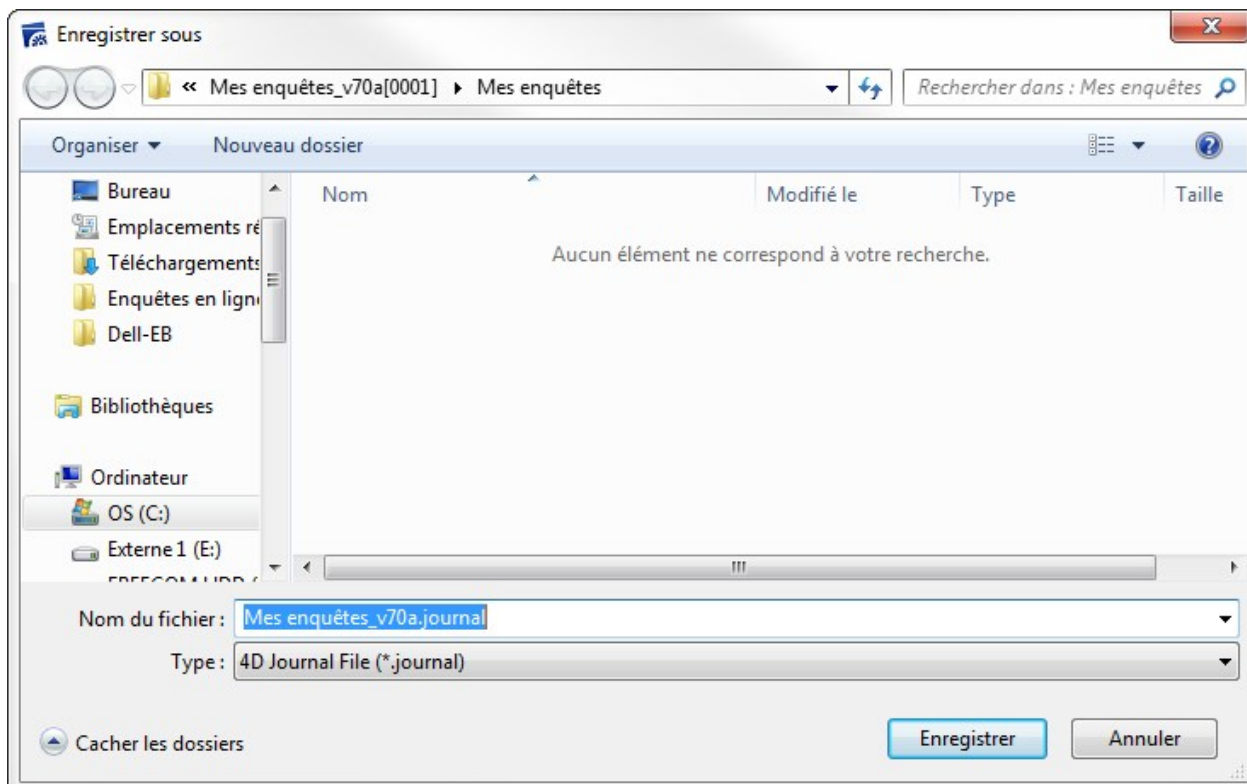 Enregistrer sous
« Mes enquêtes_v70a[0001] Mes enquêtes
Rechercher dans : Mes enquêtes
Organiser
Nouveau dossier
Bureau
Emplacements ré
Téléchargements
Enquêtes en lign
Dell-EB
Bibliothèques
Ordinateur
OS (C:)
Externe 1 (E:)
Nom
Modifié le
Type
Taille
Aucun élément ne correspond à votre recherche.
Nom du fichier :
Mes enquêtes_v70a.journal
Type :
4D Journal File (*.journal)
Cacher les dossiers
Enregistrer
Annuler